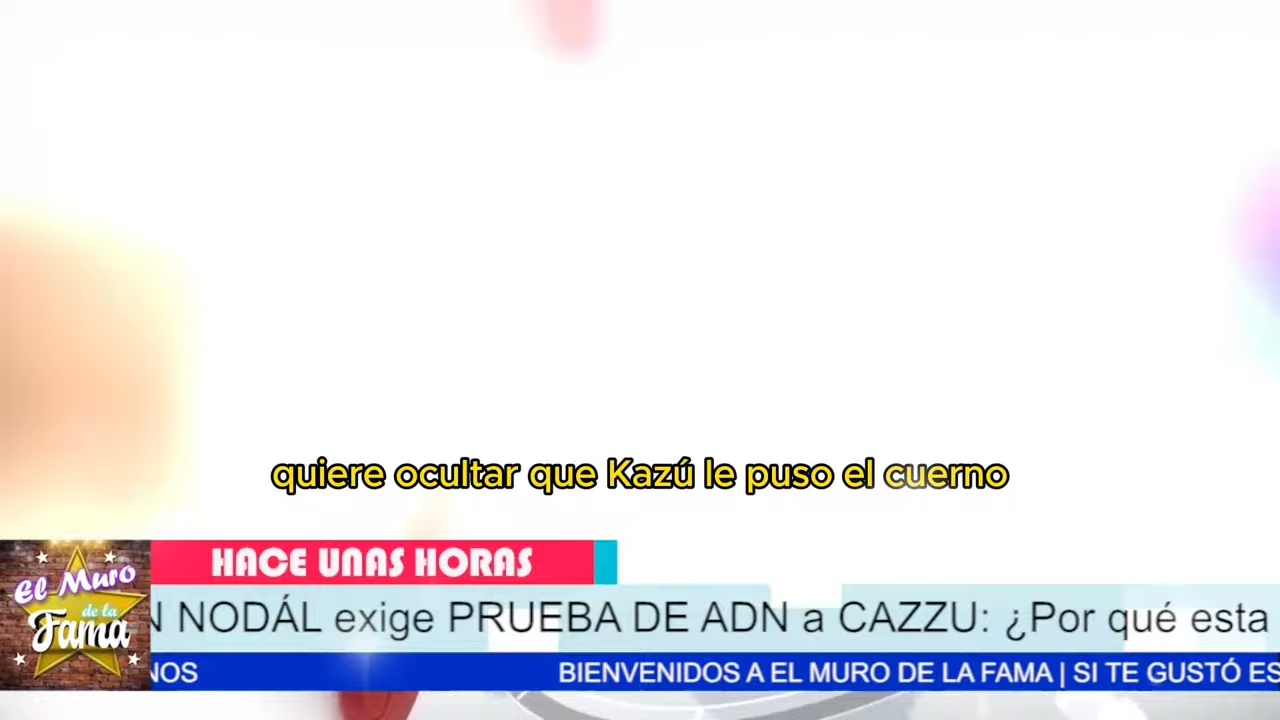 quiere ocultar que Kazú le puso el cuerno
HACE UNAS HORAS
El Muro
de la
Fama
N NODÁL exige PRUEBA DE ADN a CAZZU: ¿Por qué esta
NOS
BIENVENIDOS A EL MURO DE LA FAMA | SI TE GUSTÓ ES